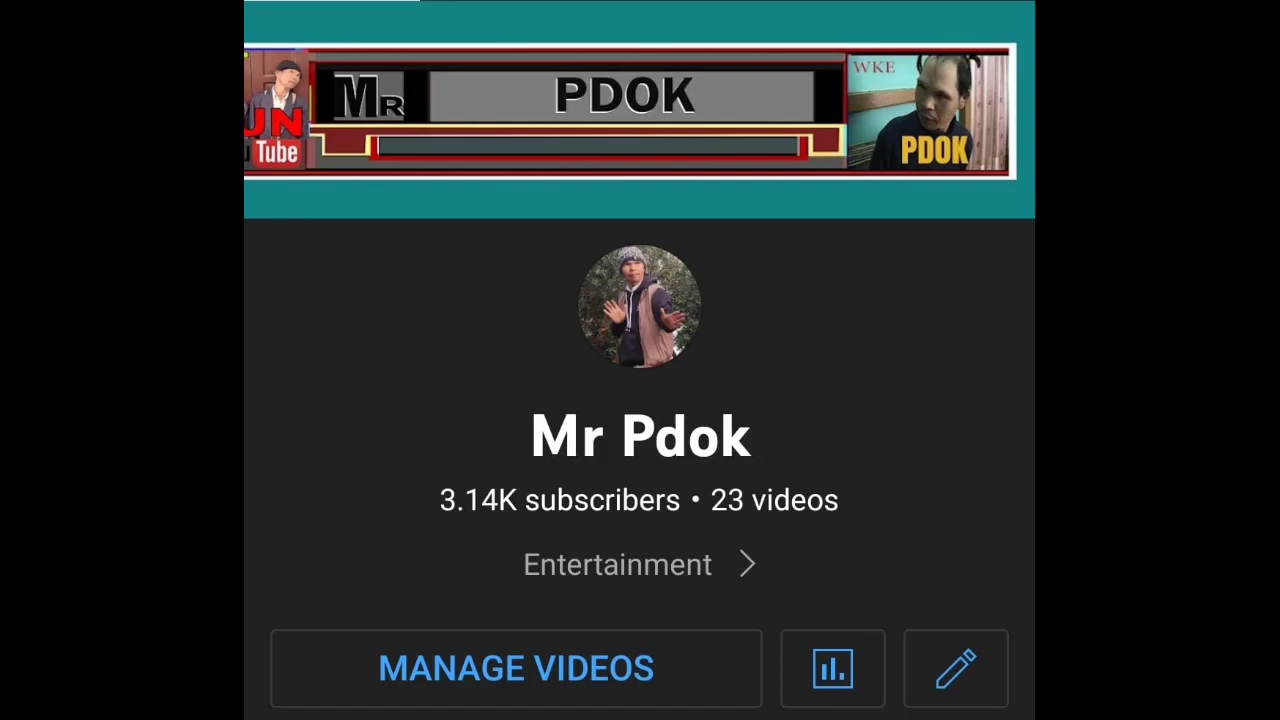 WKE
Mr PDOK
UN
Tube
PDOK
Mr Pdok
3.14K subscribers • 23 videos
Entertainment
MANAGE VIDEOS